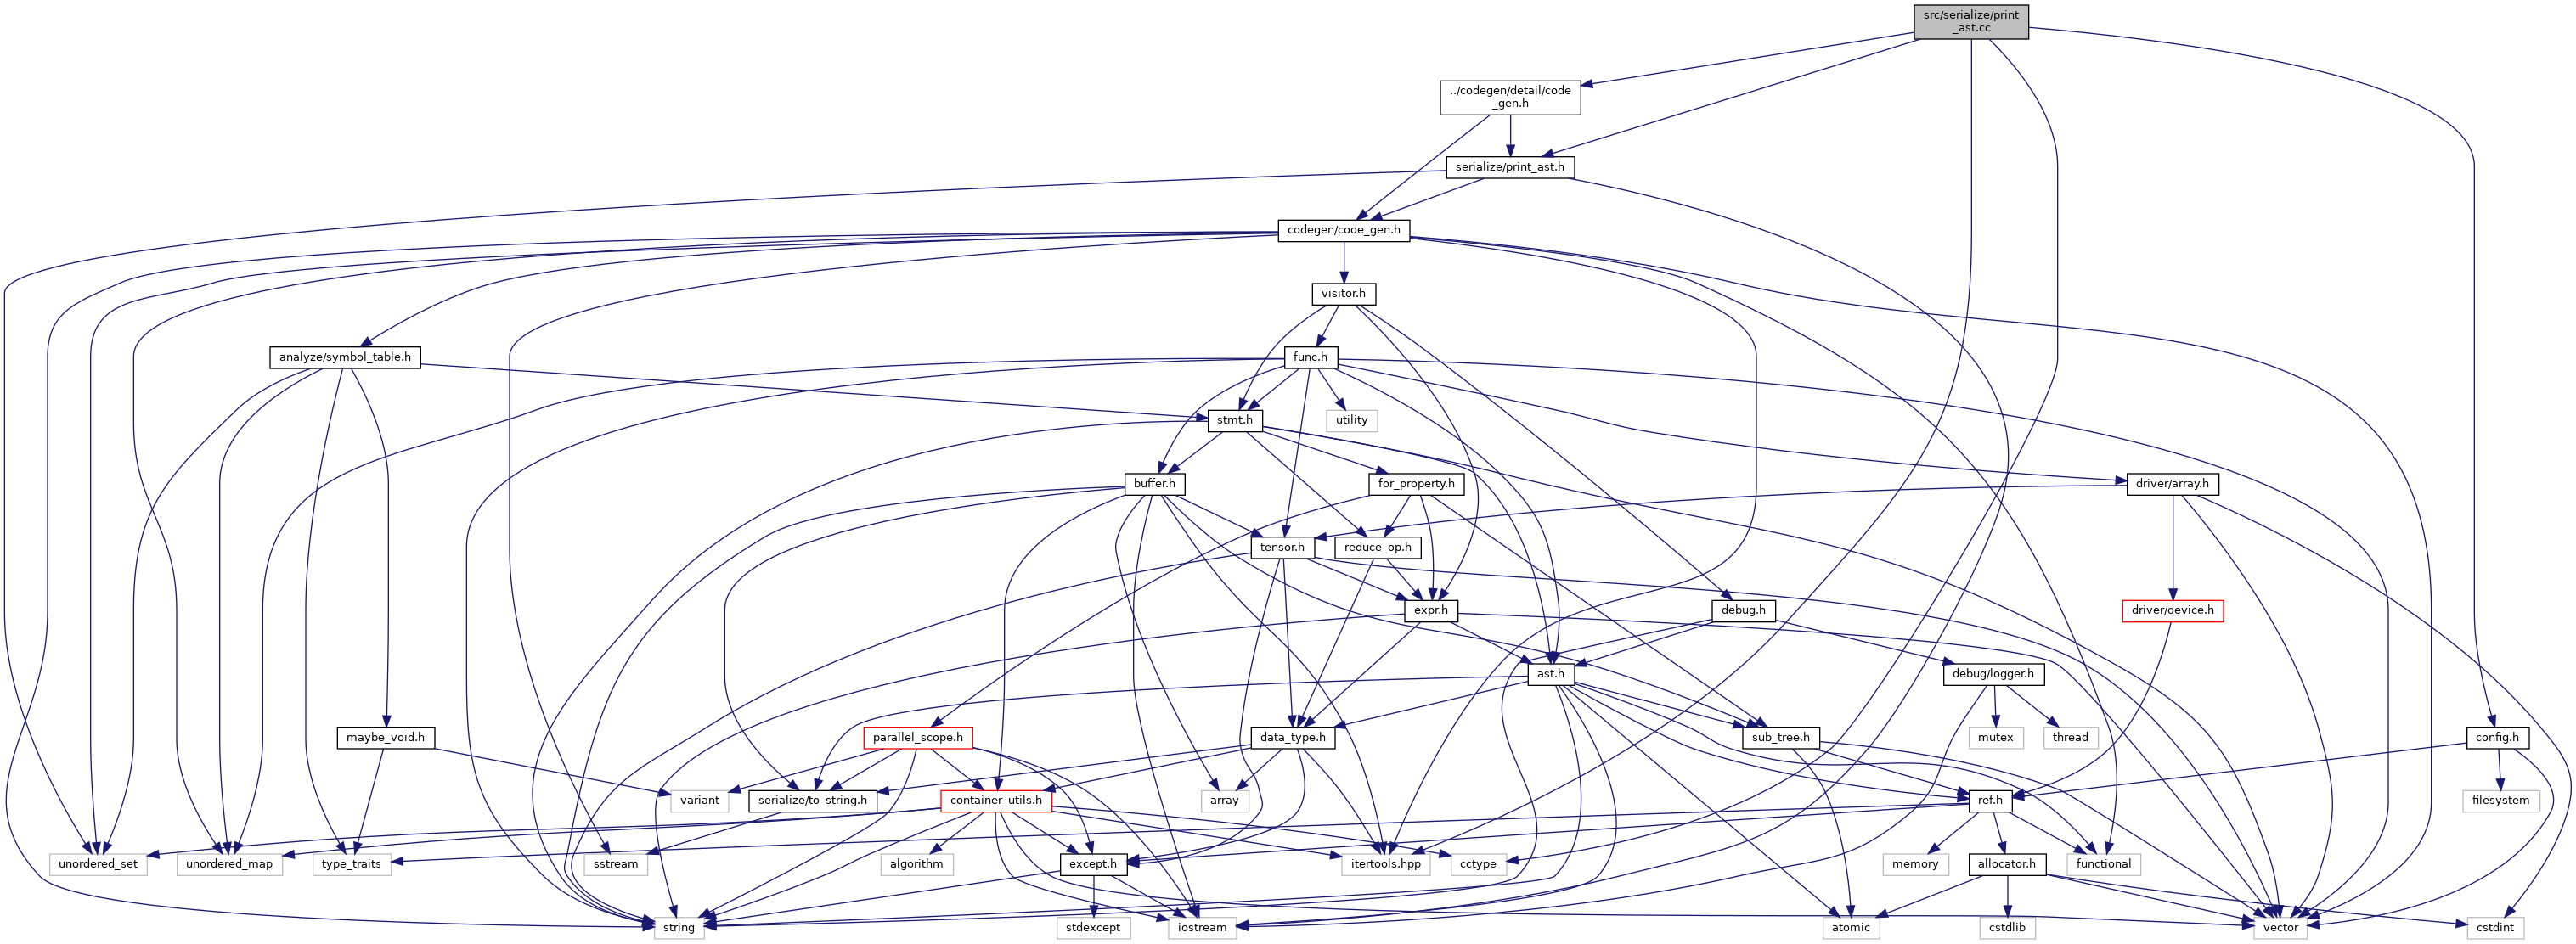 src/serialize/print
_ast.cc
../codegen/detail/code
_gen.h
serialize/print_ast.h
codegen/code_gen.h
visitor.h
analyze/symbol_table.h
func.h
stmt.h
utility
buffer.h
for_property.h
driver/array.h
tensor.h
reduce_op.h
expr.h
debug.h
driver/device.h
ast.h
debug/logger.h
maybe_void.h
parallel_scope.h
data_type.h
sub_tree.h
mutex
thread
config.h
variant
serialize/to_string.h
container_utils.h
array
ref.h
filesystem
unordered_set
unordered_map
type_traits
sstream
algorithm
except.h
itertools.hpp
cctype
memory
allocator.h
functional
string
stdexcept
iostream
atomic
cstdlib
vector
cstdint